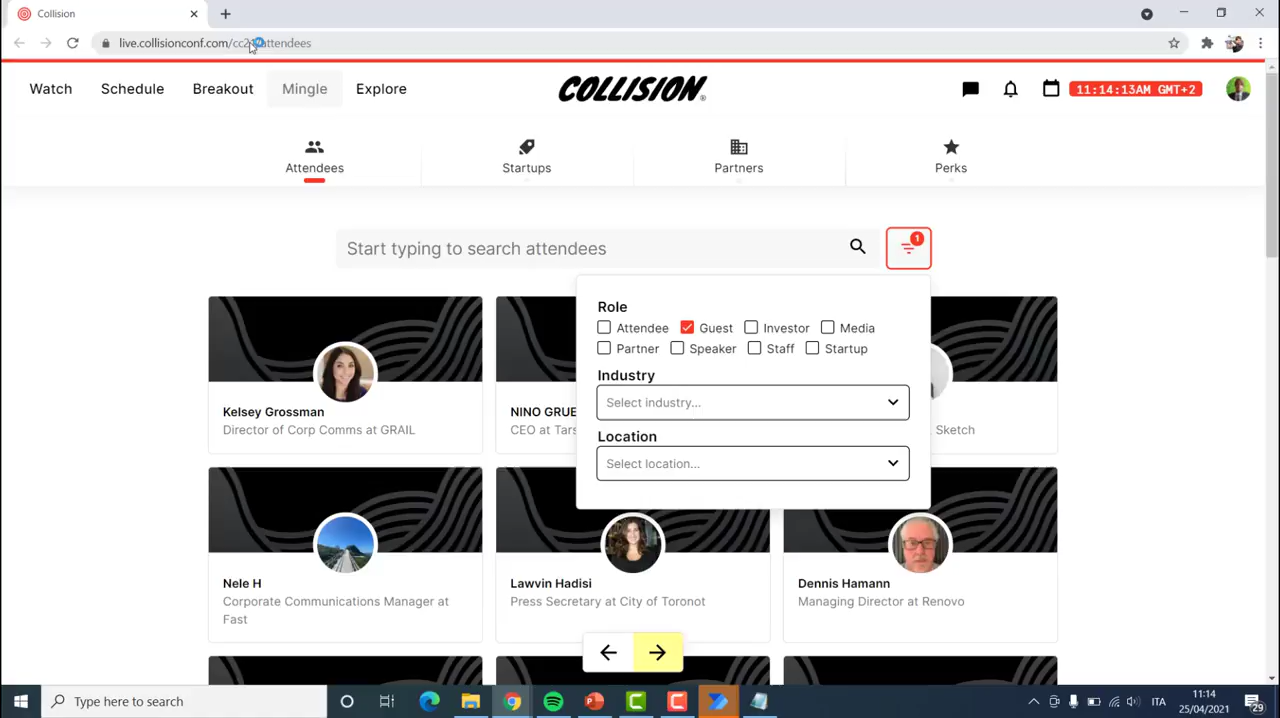 Collision
live.collisionconf.com/cc21/attendees
Watch
Schedule
Breakout
Mingle
Explore
COLLISION
11:14:13AM GMT+2
Attendees
Startups
Partners
Perks
Start typing to search attendees
1
Role
Attendee
Guest
Investor
Media
Partner
Speaker
Staff
Startup
Industry
Select industry...
Location
Select location...
Kelsey Grossman
Director of Corp Comms at GRAIL
NINO GRUE
CEO at Tars
Sketch
Nele H
Corporate Communications Manager at
Fast
Lawvin Hadisi
Press Secretary at City of Toronot
Dennis Hamann
Managing Director at Renovo
Type here to search
ITA
11:14
25/04/2021
29